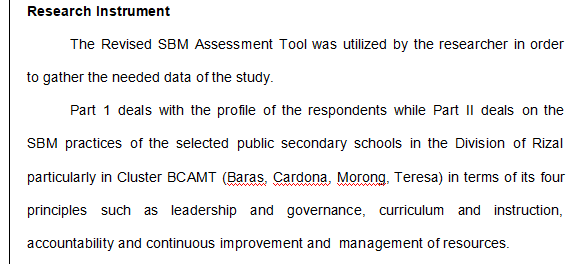 Research Instrument
The Revised SBM Assessment Tool was utilized by the researcher in order
to gather the needed data of the study.
Part 1 deals with the profile of the respondents while Part II deals on the
SBM practices of the selected public secondary schools in the Division of Rizal
particularly in Cluster BCAMT (Baras, Cardona, Morong, Teresa) in terms of its four
principles such as leadership and governance, curriculum and instruction,
accountability and continuous improvement and management of resources.